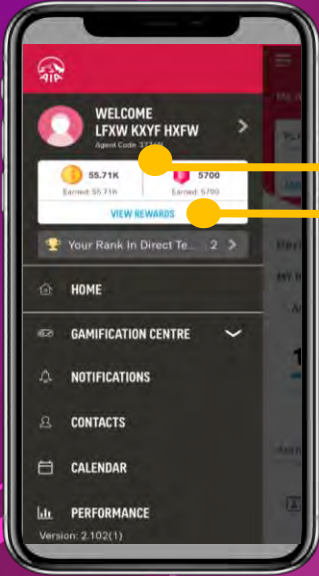 AIA
WELCOME
LFXW KXYF HXFW
Agent Code
55.71K
5700
Earned: 55.71K
Earned: 5700
VIEW REWARDS
Your Rank In Direct Te... 2
HOME
GAMIFICATION CENTRE
NOTIFICATIONS
CONTACTS
CALENDAR
PERFORMANCE
Version: 2.102(1)